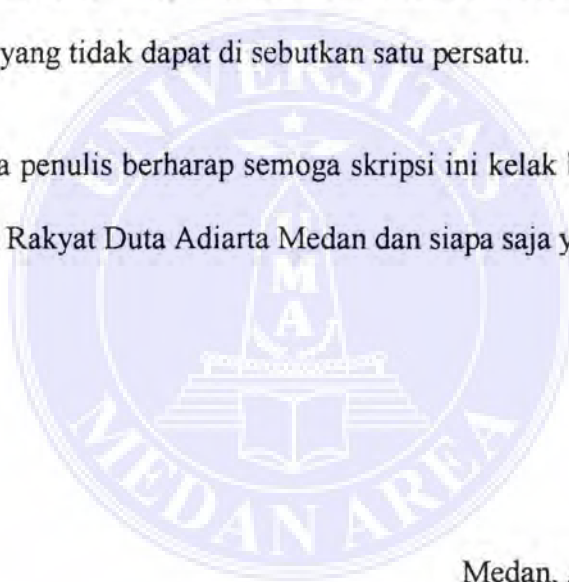 yang tidak dapat di sebutkan satu persatu.
penulis berharap semoga skripsi ini kelak
Rakyat Duta Adiarta Medan dan siapa saja
UNIVERSITAS
UMA
MEDAN AREA
Medan,